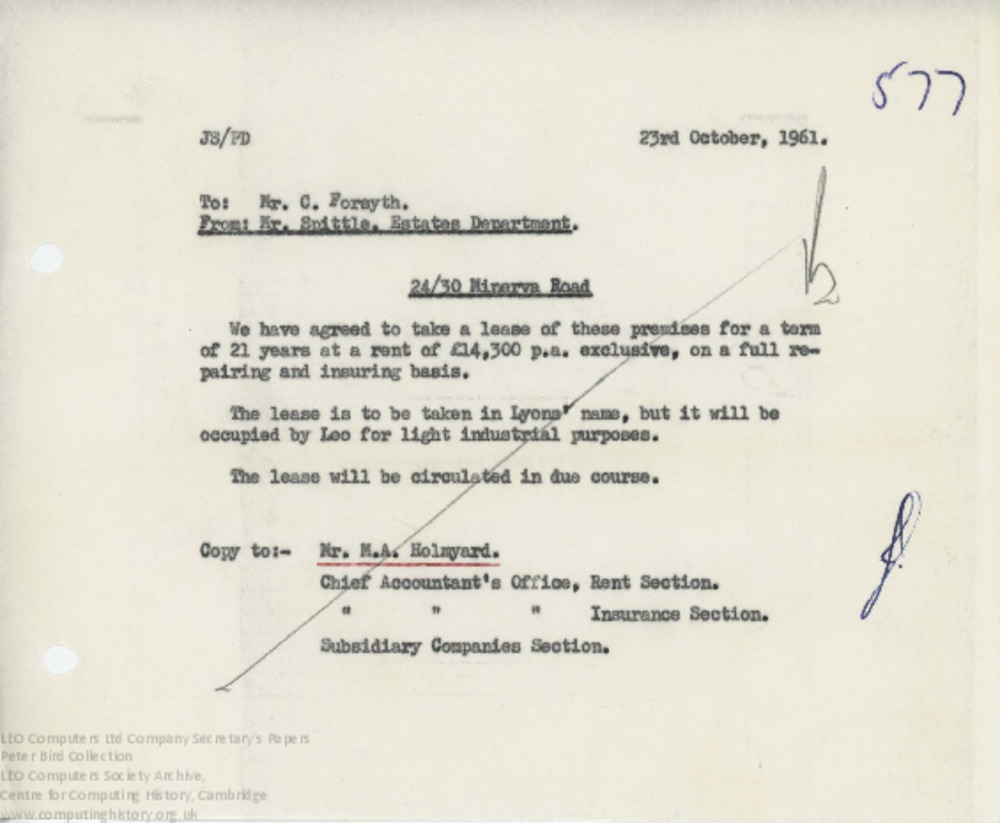 577
JS/PD 23rd October, 1961.
To: Mr. C. Forsyth.
From: Mr. Spittle, Estates Department.
24/30 Minerva Road
We have agreed to take a lease of these premises for a term
of 21 years at a rent of £14,300 p.a. exclusive, on a full re-
pairing and insuring basis.
The lease is to be taken in Lyons' name, but it will be
occupied by Leo for light industrial purposes.
The lease will be circulated in due course.
Copy to:- Mr. M.A. Holmyard.
Chief Accountant's Office, Rent Section.
" " " Insurance Section.
Subsidiary Companies Section.
LEO Computers Ltd Company Secretary's Papers
Peter Bird Collection
LEO Computers Society Archive,
Centre for Computing History, Cambridge
www.computinghistory.org.uk